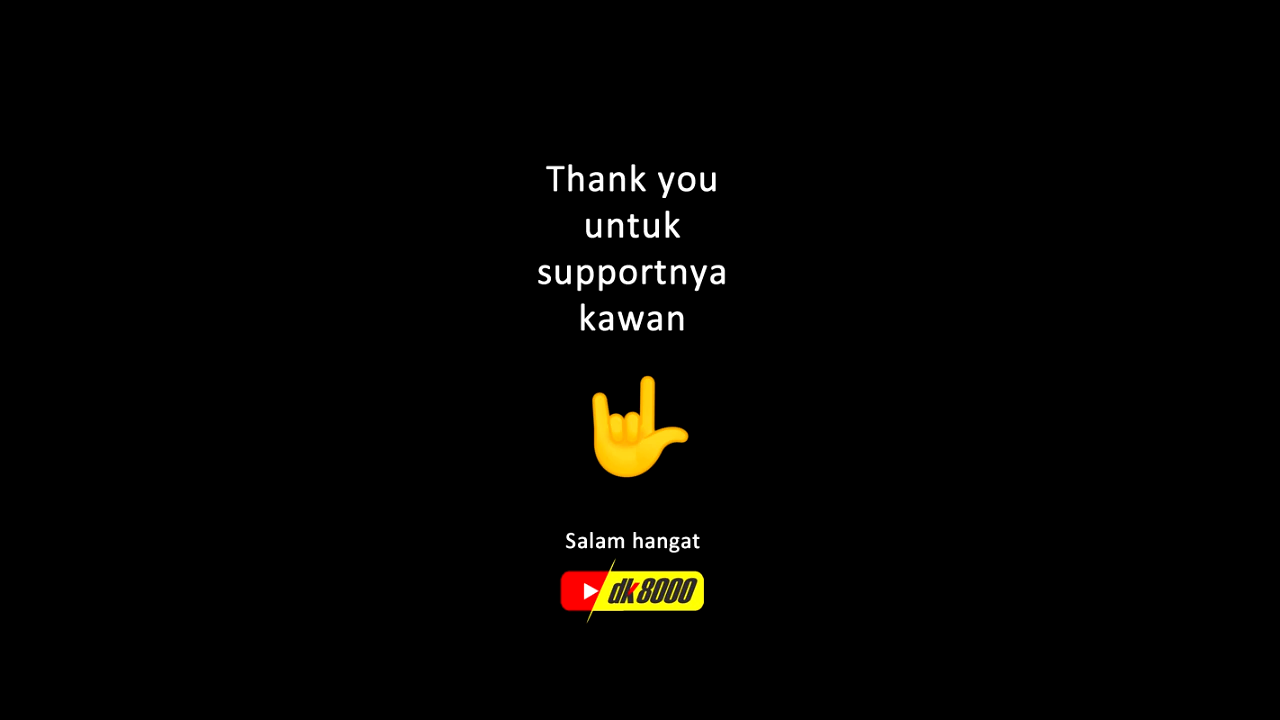 Thank you
untuk
supportnya
kawan
Salam hangat
dk8000